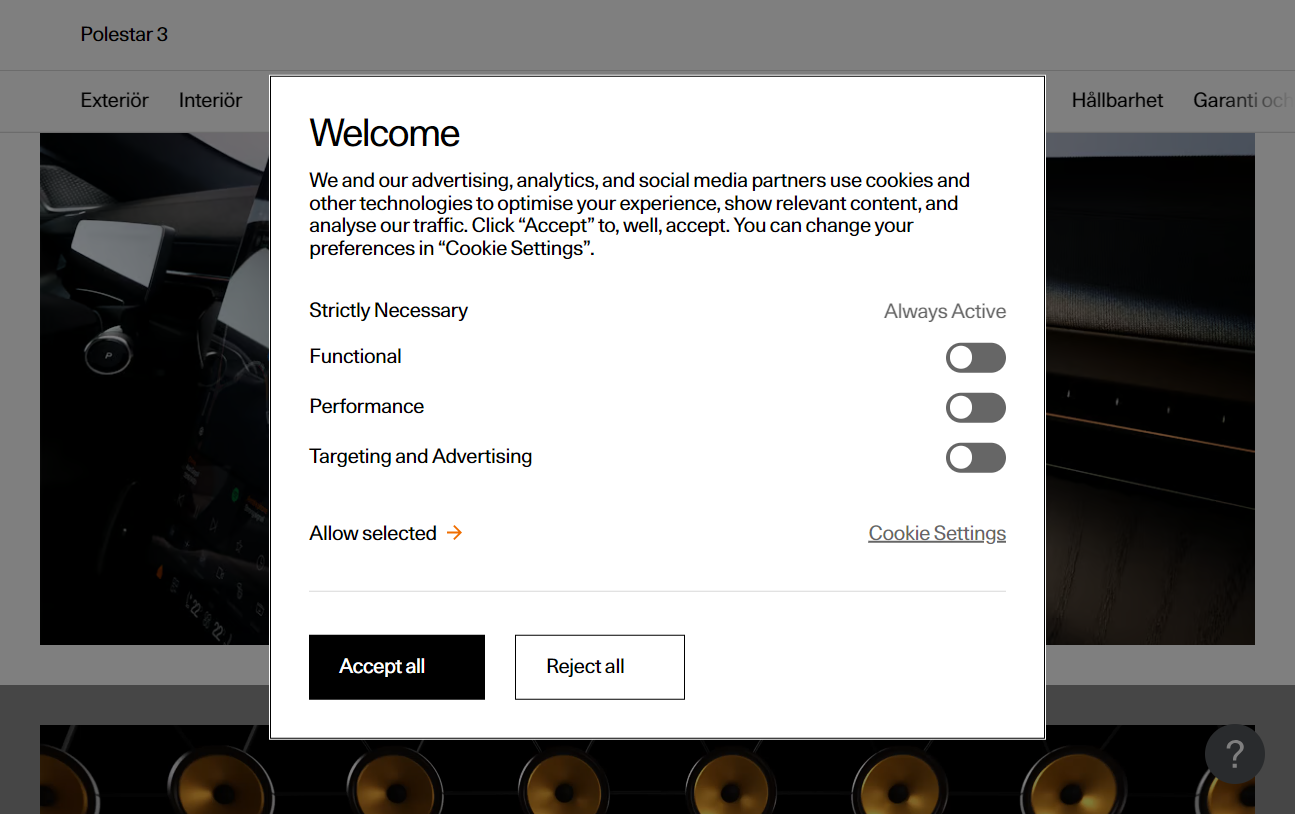 Polestar 3
Exteriör Interiör Hållbarhet Garanti och
Welcome
We and our advertising, analytics, and social media partners use cookies and
other technologies to optimise your experience, show relevant content, and
analyse our traffic. Click “Accept” to, well, accept. You can change your
preferences in “Cookie Settings”.
Strictly Necessary Always Active
Functional
Performance
Targeting and Advertising
Allow selected → Cookie Settings
Accept all Reject all
P
22 22
?